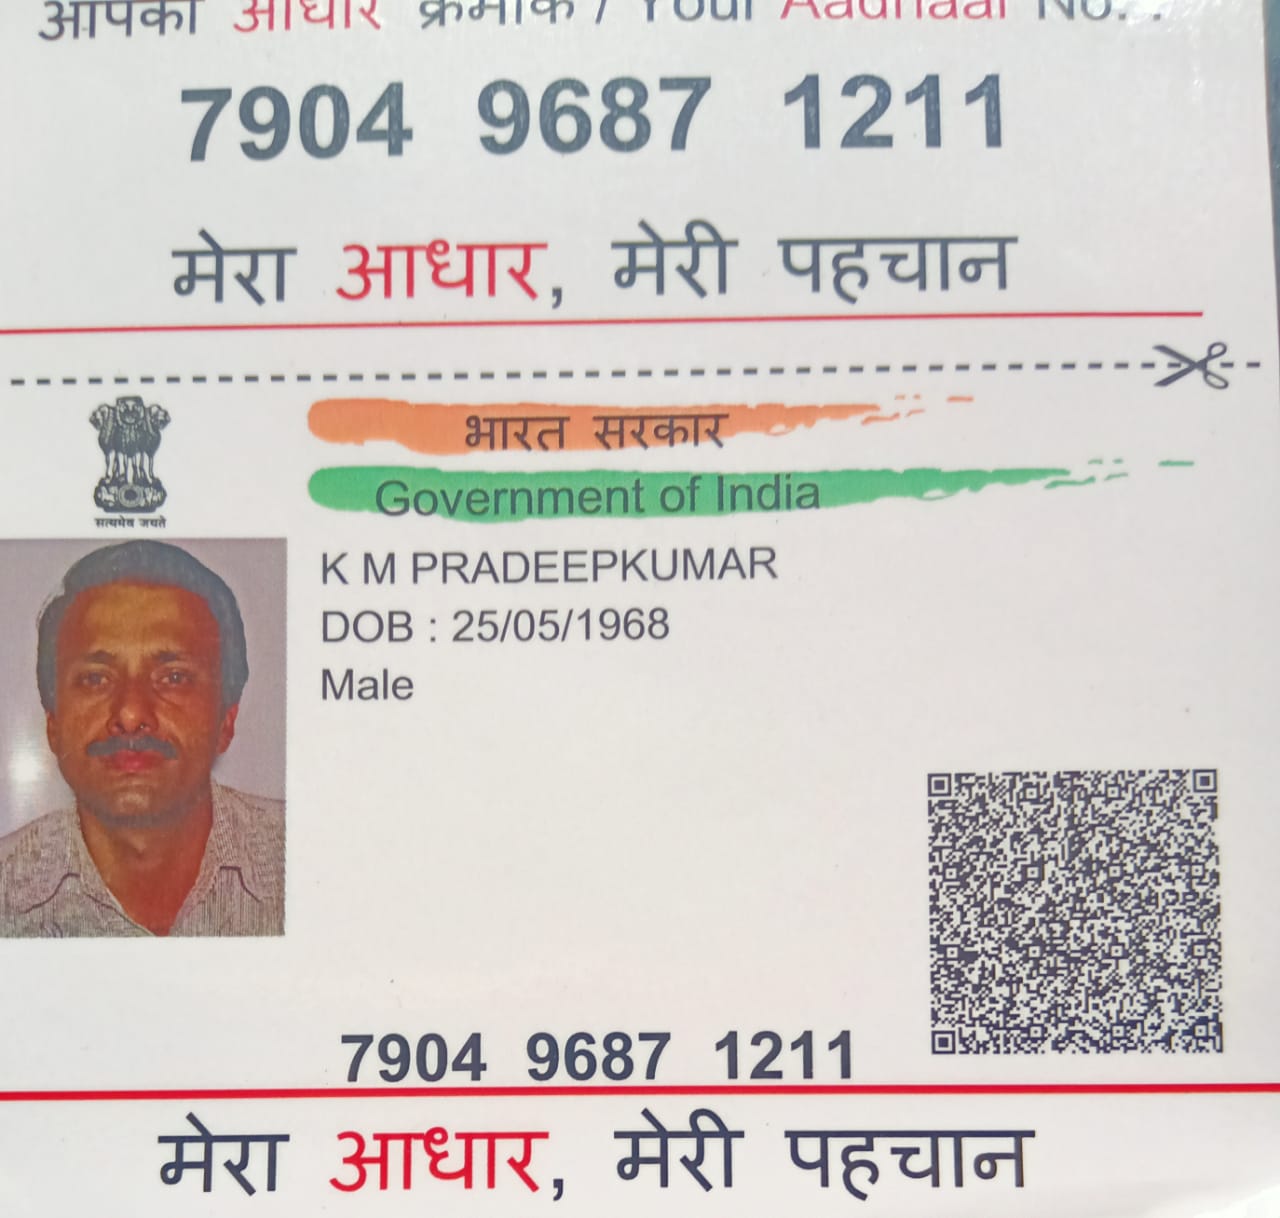 आपका आधार क्रमांक / Your Aadhaar No. :
7904 9687 1211
मेरा आधार, मेरी पहचान
भारत सरकार
Government of India
सत्यमेव जयते
K M PRADEEPKUMAR
DOB : 25/05/1968
Male
7904 9687 1211
मेरा आधार, मेरी पहचान